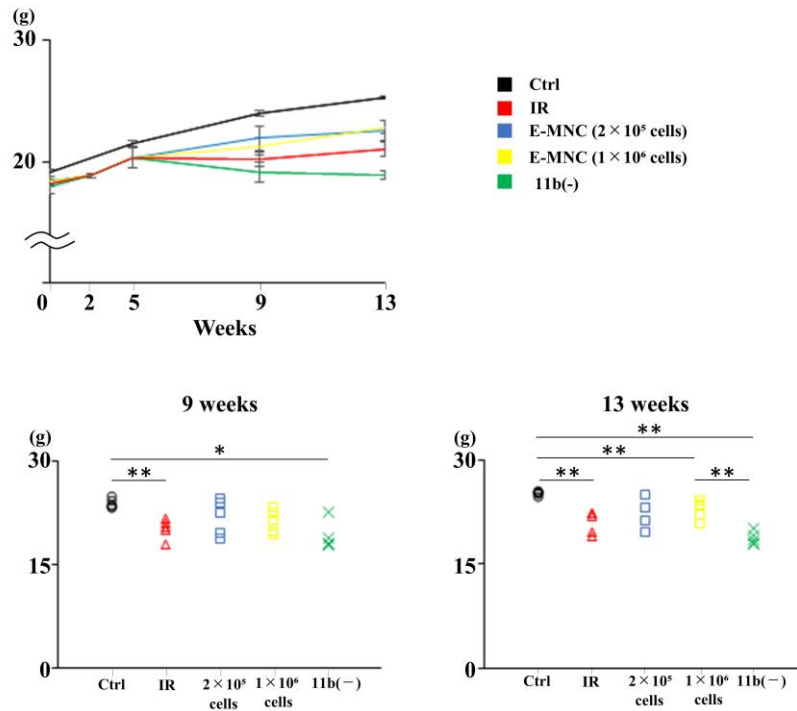 (g)
30
20
0 2 5 9 13
Weeks
Ctrl
IR
E-MNC (2×10⁵ cells)
E-MNC (1×10⁶ cells)
11b(-)
9 weeks
(g)
30
15
0
*
**
Ctrl IR 2×10⁵ cells 1×10⁶ cells 11b(−)
13 weeks
(g)
30
15
0
**
**
** **
Ctrl IR 2×10⁵ cells 1×10⁶ cells 11b(−)